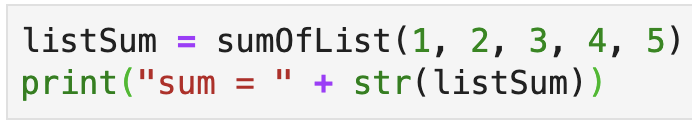 listSum = sumOfList(1, 2, 3, 4, 5)
print("sum = " + str(listSum))